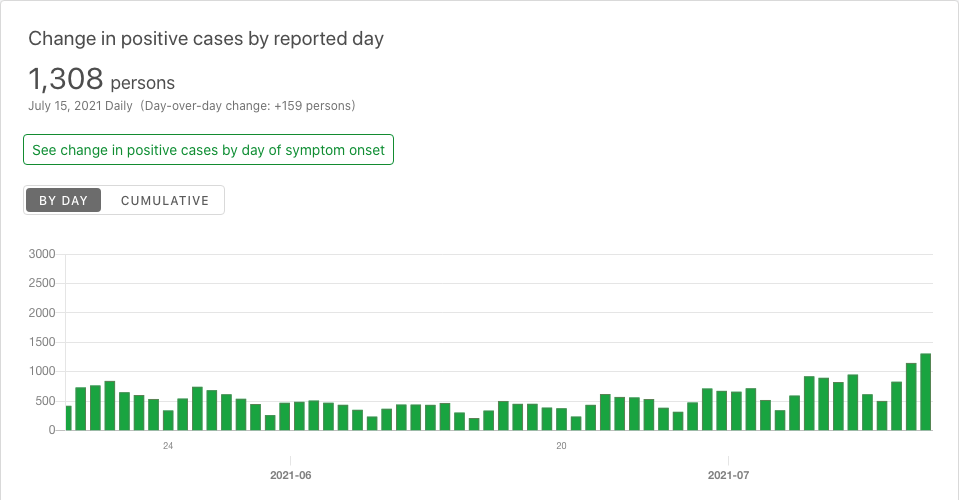 Change in positive cases by reported day
1,308 persons
July 15, 2021 Daily (Day-over-day change: +159 persons)
See change in positive cases by day of symptom onset
BY DAY CUMULATIVE
3000
2500
2000
1500
1000
500
0
24 20
2021-06 2021-07